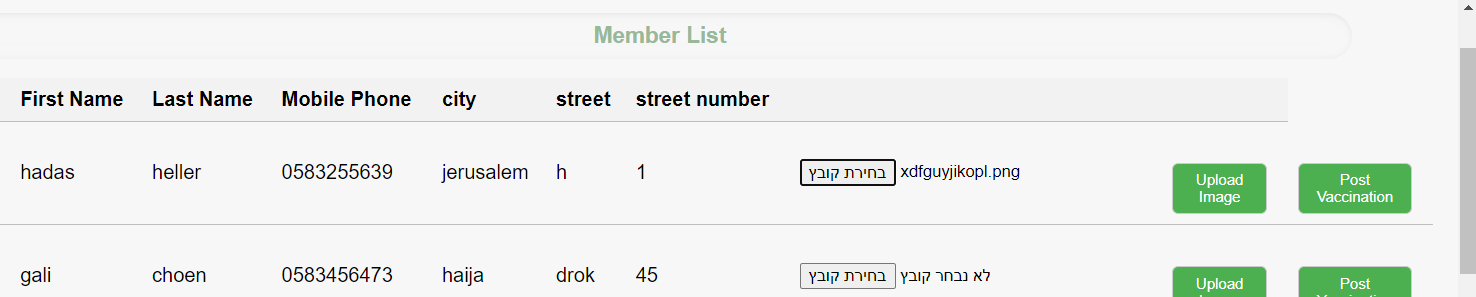 Member List
First Name Last Name Mobile Phone city street street number
hadas heller 0583255639 jerusalem h 1 בחירת קובץ xdfguyjikopl.png Upload Image Post Vaccination
gali choen 0583456473 haija drok 45 בחירת קובץ לא נבחר קובץ Upload Post